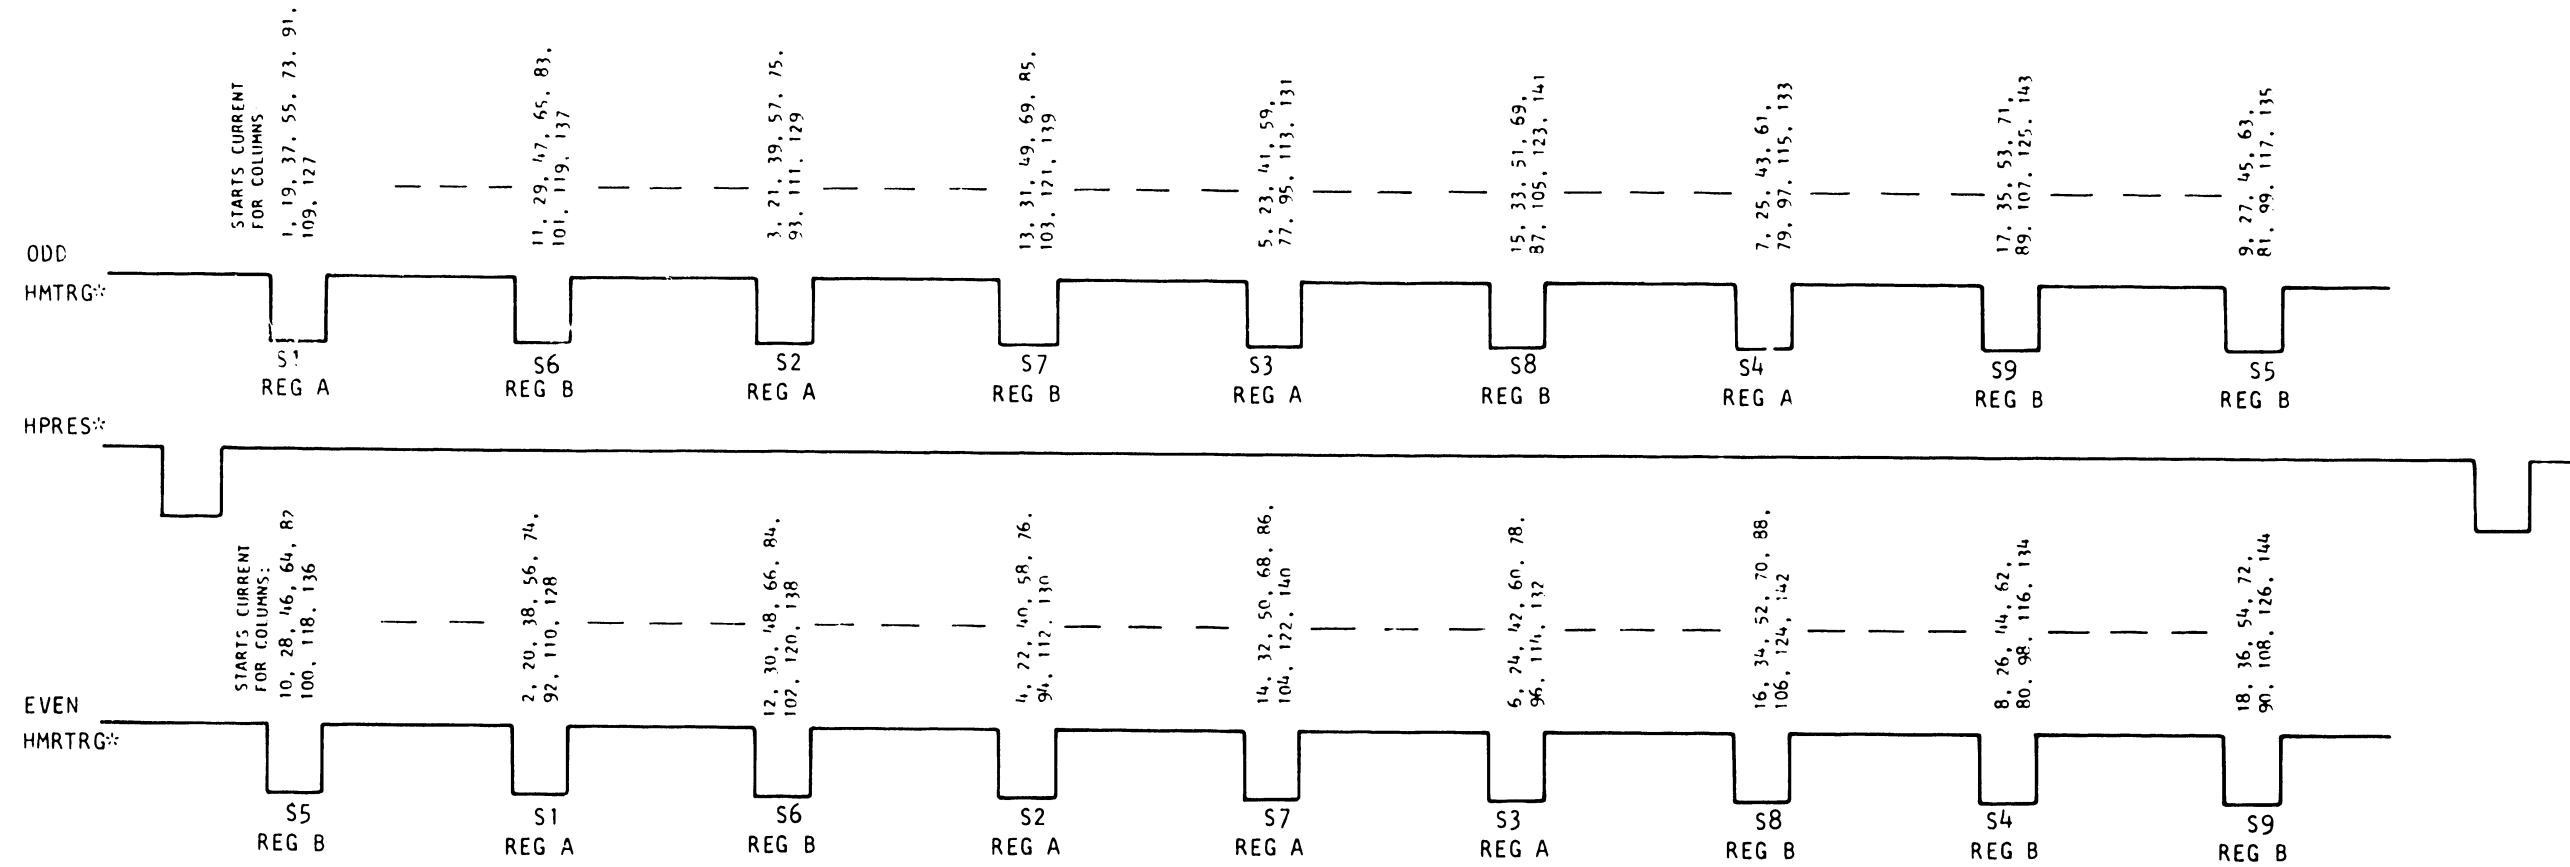 STARTS CURRENT
FOR COLUMNS
1, 19, 37, 55, 73, 91,
109, 127
11, 29, 47, 65, 83,
101, 119, 137
3, 21, 39, 57, 75,
93, 111, 129
13, 31, 49, 69, 85,
103, 121, 139
5, 23, 41, 59,
77, 95, 113, 131
15, 33, 51, 69,
87, 105, 123, 141
7, 25, 43, 61,
79, 97, 115, 133
17, 35, 53, 71,
89, 107, 125, 143
9, 27, 45, 63,
81, 99, 117, 135
ODD
HMTRG*
S1 S6 S2 S7 S3 S8 S4 S9 S5
REG A REG B REG A REG B REG A REG B REG A REG B REG B
HPRES*
STARTS CURRENT
FOR COLUMNS:
10, 28, 46, 64, 82
100, 118, 136
2, 20, 38, 56, 74,
92, 110, 128
12, 30, 48, 66, 84,
102, 120, 138
4, 22, 40, 58, 76,
94, 112, 130
14, 32, 50, 68, 86,
104, 122, 140
6, 24, 42, 60, 78,
96, 114, 132
16, 34, 52, 70, 88,
106, 124, 142
8, 26, 44, 62,
80, 98, 116, 134
18, 36, 54, 72,
90, 108, 126, 144
EVEN
HMRTRG*
S5 S1 S6 S2 S7 S3 S8 S4 S9
REG B REG A REG B REG A REG A REG A REG B REG B REG B